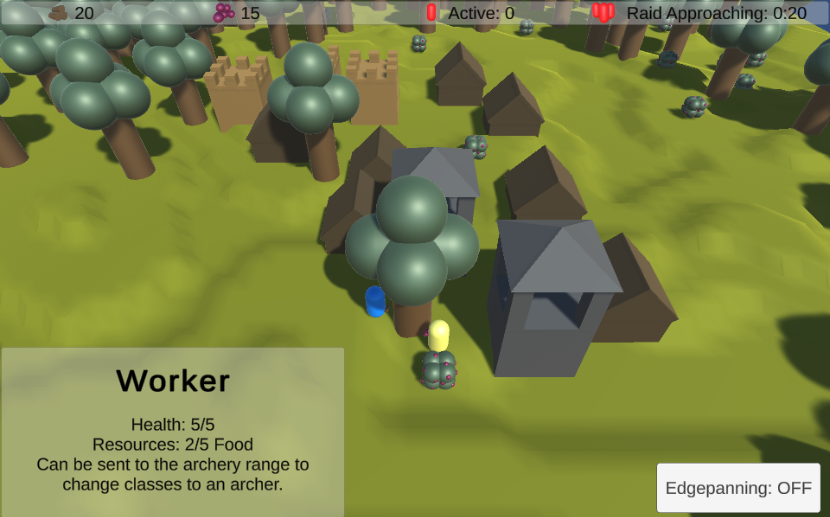 20 15 Active: 0 Raid Approaching: 0:20
Worker
Health: 5/5
Resources: 2/5 Food
Can be sent to the archery range to
change classes to an archer.
Edgepanning: OFF